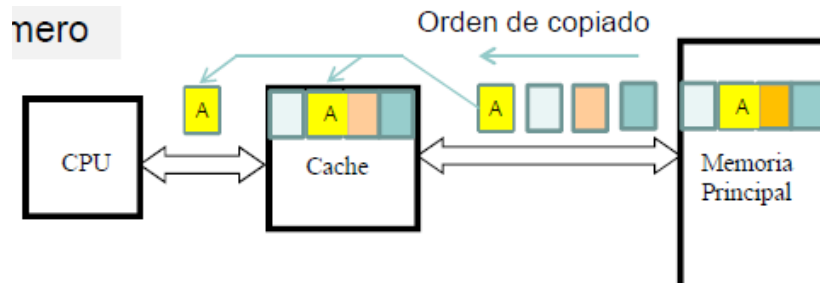 mero
Orden de copiado
A
A
A
A
CPU
Cache
Memoria
Principal